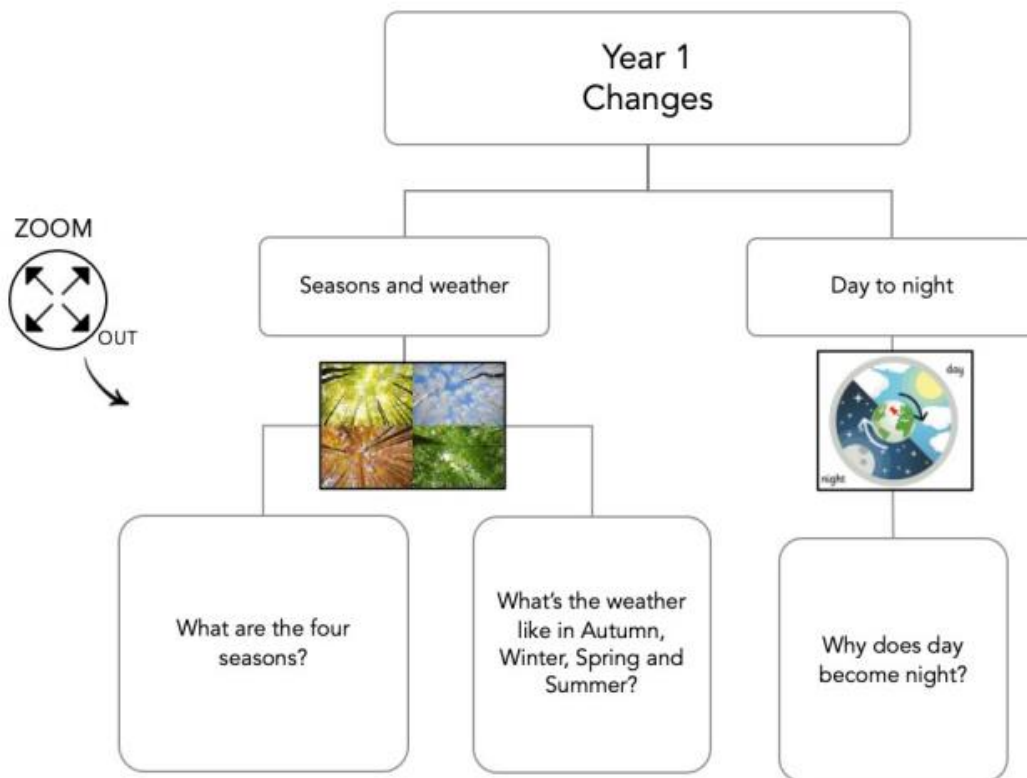 Year 1
Changes
ZOOM
OUT
Seasons and weather
Day to night
day
night
What are the four
seasons?
What's the weather
like in Autumn,
Winter, Spring and
Summer?
Why does day
become night?